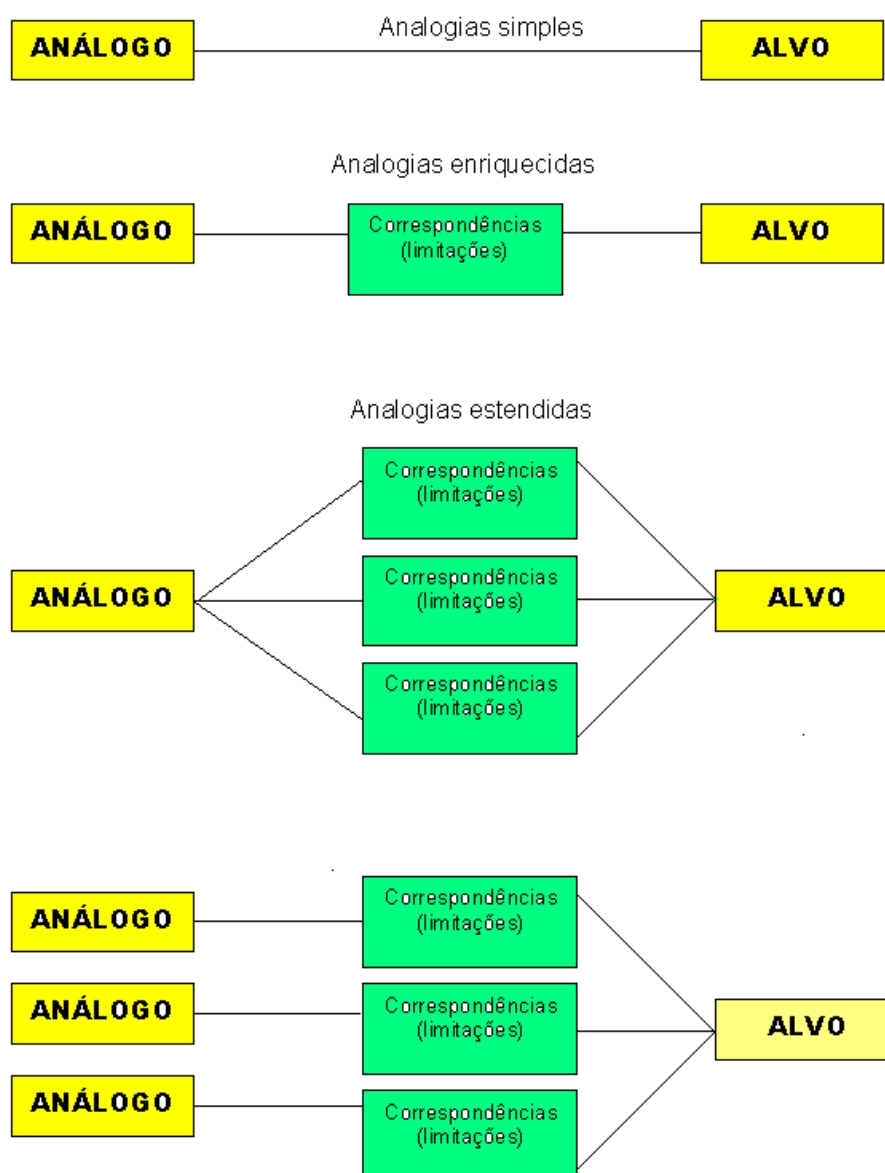 Analogias simples
ANÁLOGO
ALVO
Analogias enriquecidas
ANÁLOGO
Correspondências
(limitações)
ALVO
Analogias estendidas
Correspondências
(limitações)
ANÁLOGO
Correspondências
(limitações)
ALVO
Correspondências
(limitações)
ANÁLOGO
Correspondências
(limitações)
ANÁLOGO
Correspondências
(limitações)
ALVO
ANÁLOGO
Correspondências
(limitações)